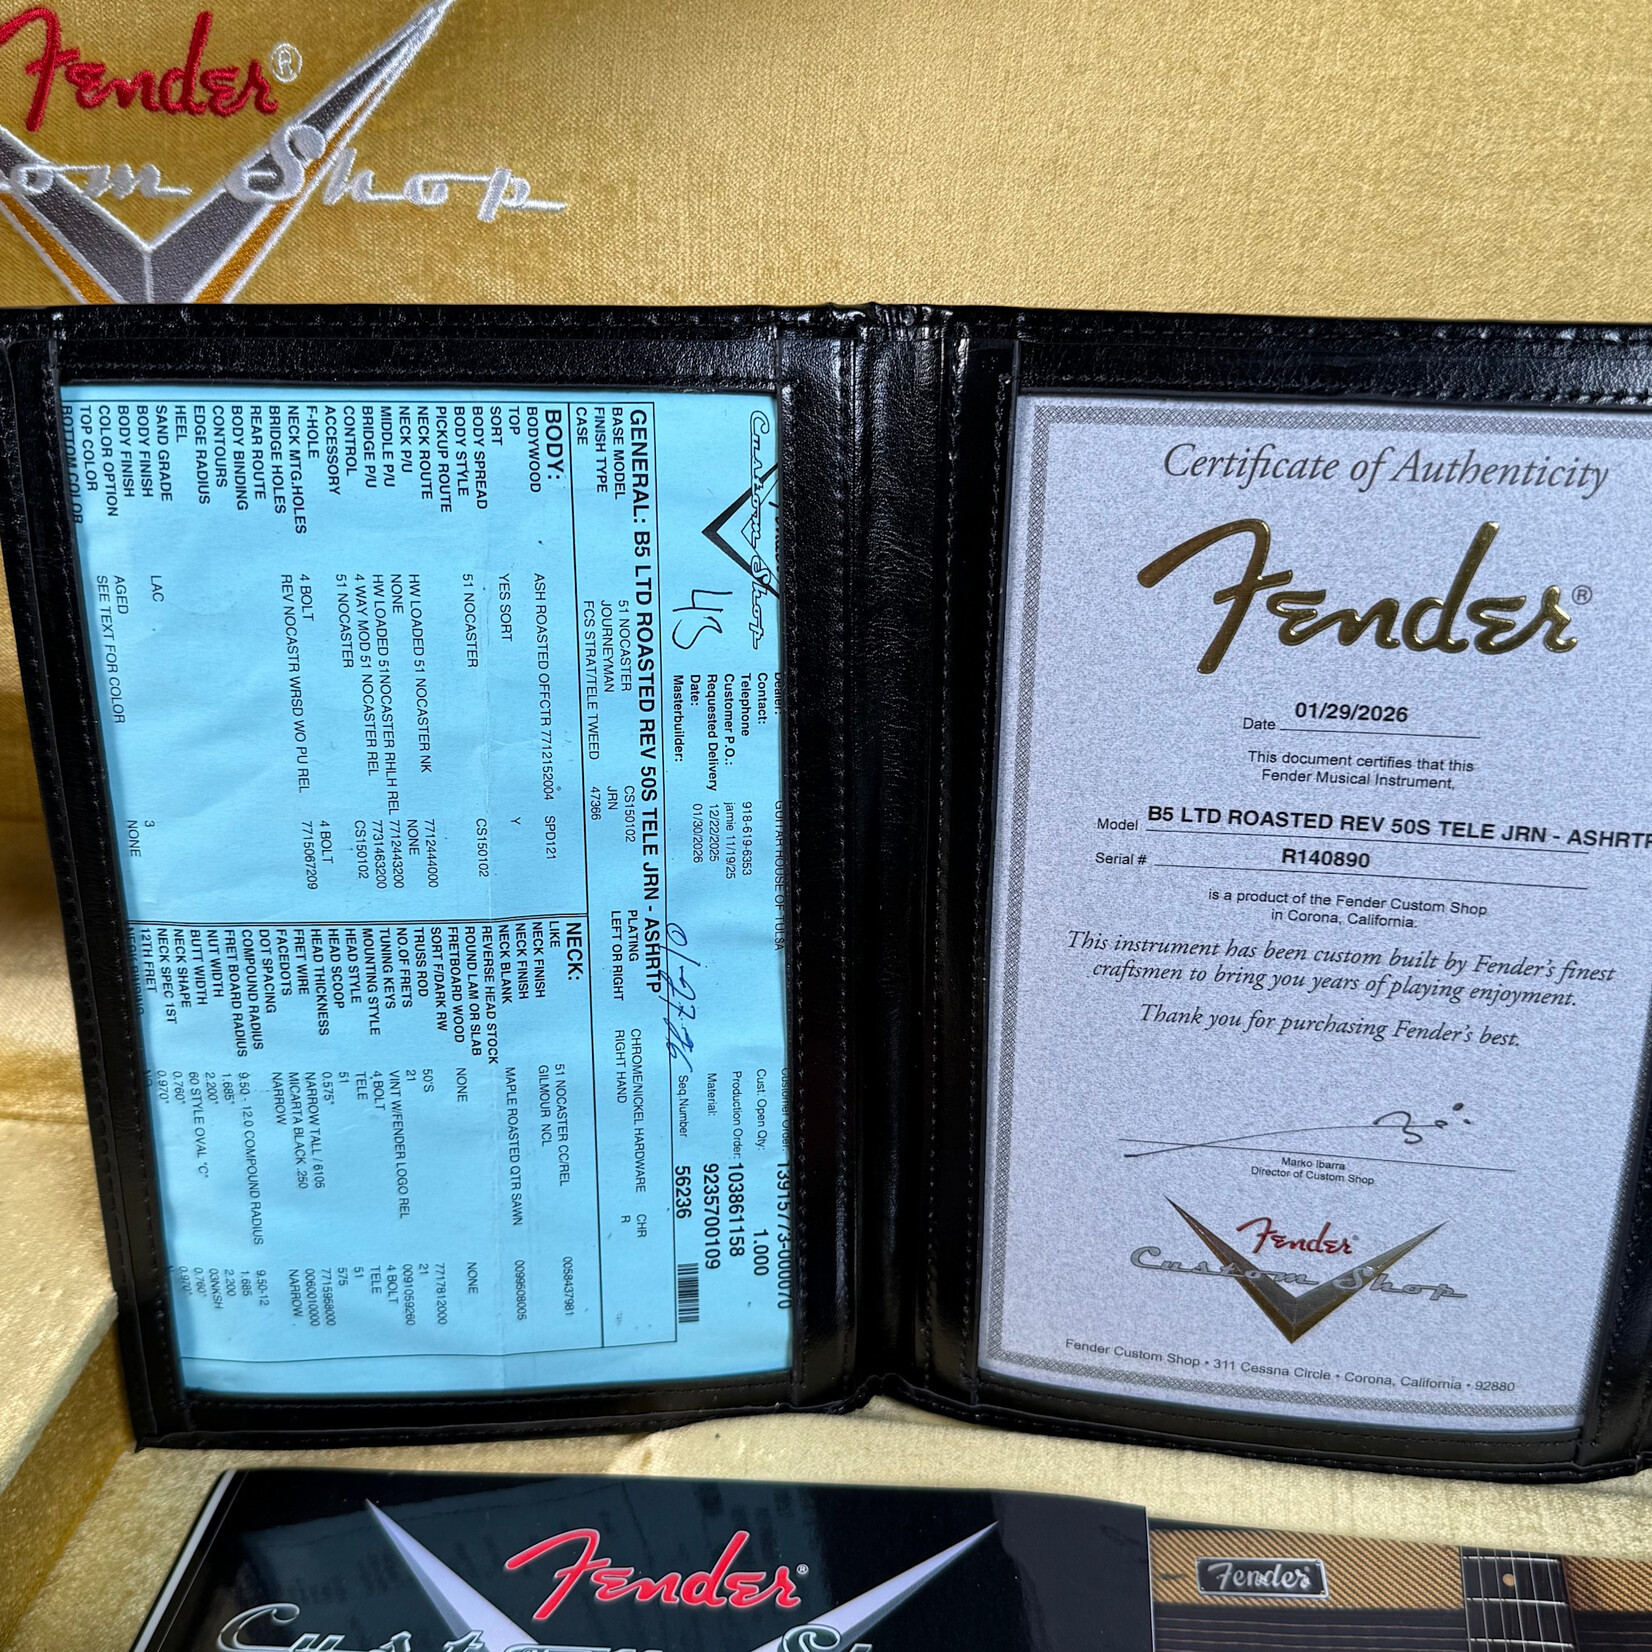 Fender®
om Shop
Custom Shop
43
Contact:
Telephone 918-619-6353
Customer P.O.: jamie 11/19/25
Requested Delivery 12/22/2025
Date: 01/30/2026
Masterbuilder:
GUITAR HOUSE OF TULSA
13915773-000070
Cust. Open Qty: 1.000
Production Order: 103861158
Material: 9235700109
Seq.Number 56236
GENERAL: B5 LTD ROASTED REV 50S TELE JRN - ASHRTP
BASE MODEL 51 NOCASTER CS150102 PLATING CHROME/NICKEL HARDWARE CHR
FINISH TYPE JOURNEYMAN JRN LEFT OR RIGHT RIGHT HAND R
CASE FCS STRAT/TELE TWEED 47366
BODY:
BODYWOOD ASH ROASTED OFFCTR 7712152004 SPD121
TOP
SORT YES SORT Y
BODY SPREAD
BODY STYLE 51 NOCASTER CS150102
PICKUP ROUTE
NECK ROUTE
NECK P/U HW LOADED 51 NOCASTER NK 7712444000
MIDDLE P/U NONE NONE
BRIDGE P/U HW LOADED 51NOCASTER RHLH REL 7712443200
CONTROL 4 WAY MOD 51 NOCASTER REL 7731463200
ACCESSORY 51 NOCASTER CS150102
F-HOLE
NECK MTG.HOLES 4 BOLT 4 BOLT
BRIDGE HOLES REV NOCASTR WRSD WO PU REL 7715067209
REAR ROUTE
BODY BINDING
CONTOURS
EDGE RADIUS
HEEL
SAND GRADE
BODY FINISH LAC 3
BODY FINISH
COLOR OPTION AGED NONE
TOP COLOR SEE TEXT FOR COLOR
BOTTOM COLOR
NECK:
LIKE 51 NOCASTER CC/REL 0058437981
NECK FINISH GILMOUR NCL
NECK FINISH
NECK BLANK MAPLE ROASTED QTR SAWN 0099608005
REVERSE HEAD STOCK
ROUND LAM OR SLAB
FRETBOARD WOOD NONE NONE
SORT F/DARK RW
TRUSS ROD 50'S 7717812000
NO.OF FRETS 21 21
TUNING KEYS VINT W/FENDER LOGO REL 0091059260
MOUNTING STYLE 4 BOLT 4 BOLT
HEAD STYLE TELE TELE
HEAD SCOOP 51 51
HEAD THICKNESS 0.575" 575
FRET WIRE NARROW TALL / 6105 7715968000
FACEDOTS MICARTA BLACK .250 0060010000
DOT SPACING NARROW NARROW
COMPOUND RADIUS
FRET BOARD RADIUS 9.50 - 12.0 COMPOUND RADIUS 9.50-12
NUT WIDTH 1.685" 1.685
BUTT WIDTH 2.200" 2.200
NECK SHAPE 60 STYLE OVAL "C" 03NKSH
NECK SPEC 1ST 0.760" 0.760"
12TH FRET 0.970" 0.970"
Certificate of Authenticity
Fender®
Date 01/29/2026
This document certifies that this
Fender Musical Instrument,
Model B5 LTD ROASTED REV 50S TELE JRN - ASHRTP
Serial # R140890
is a product of the Fender Custom Shop
in Corona, California.
This instrument has been custom built by Fender's finest
craftsmen to bring you years of playing enjoyment.
Thank you for purchasing Fender's best.
Marko Ibarra
Director of Custom Shop
Fender
Custom Shop
Fender Custom Shop • 311 Cessna Circle • Corona, California • 92880
Fender®
Fender